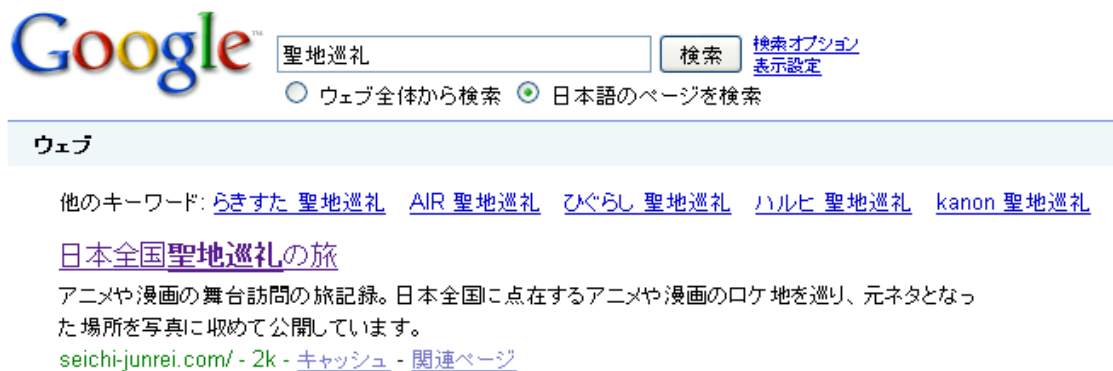 Google™
聖地巡礼 検索 検索オプション
表示設定
ウェブ全体から検索 日本語のページを検索
ウェブ
他のキーワード: らきすた 聖地巡礼 AIR 聖地巡礼 ひぐらし 聖地巡礼 ハルヒ 聖地巡礼 kanon 聖地巡礼
日本全国聖地巡礼の旅
アニメや漫画の舞台訪問の旅記録。日本全国に点在するアニメや漫画のロケ地を巡り、元ネタとなっ
た場所を写真に収めて公開しています。
seichi-junrei.com/ - 2k - キャッシュ - 関連ページ